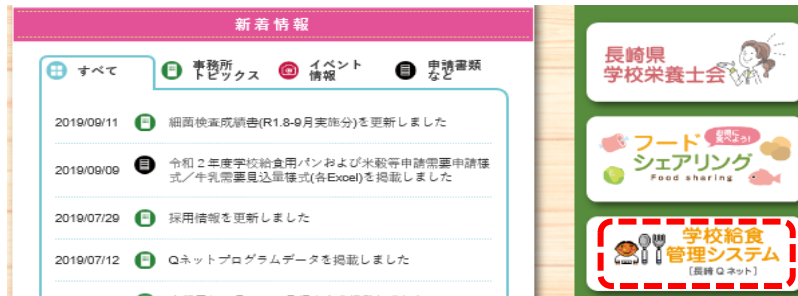 新着情報
すべて
事務所
トピックス
イベント
情報
申請書類
など
2019/09/11 細菌検査成績書(R1.8-9月実施分)を更新しました
2019/09/09 令和2年度学校給食用パンおよび米穀等申請需要申請様
式／牛乳需要見込量様式(各Excel)を掲載しました
2019/07/29 採用情報を更新しました
2019/07/12 Qネットプログラムデータを掲載しました
長崎県
学校栄養士会
お得に
食べよう!
フード
シェアリング
Food sharing
学校給食
管理システム
[長崎Qネット]